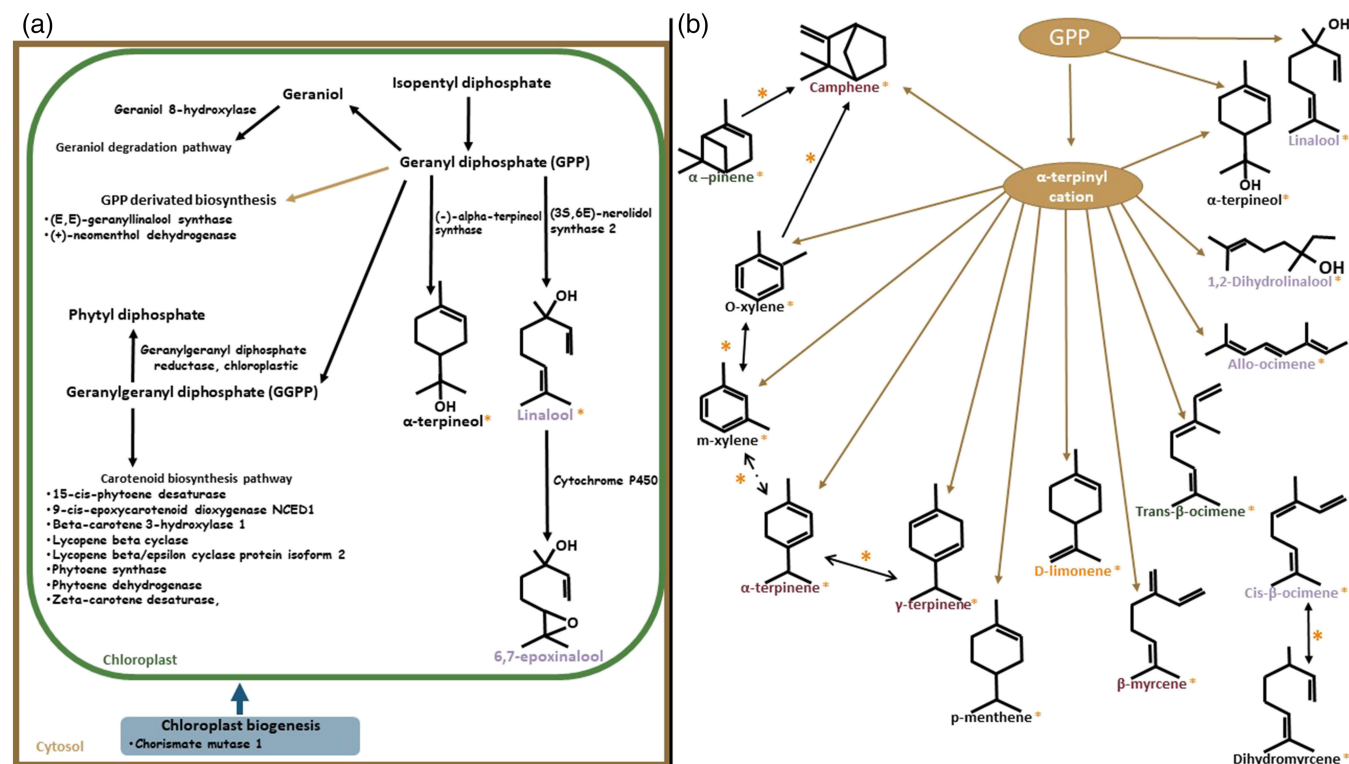 (a)
Isopentyl diphosphate
Geraniol
Geraniol 8-hydroxylase
Geraniol degradation pathway
Geranyl diphosphate (GPP)
GPP derived biosynthesis
•(E,E)-geranyllinalool synthase
•(+)-neomenthol dehydrogenase
(-)-alpha-terpineol
synthase
(3S,6E)-nerolidol
synthase 2
Phytyl diphosphate
Geranylgeranyl diphosphate
reductase, chloroplastic
Geranylgeranyl diphosphate (GGPP)
OH
OH
α-terpineol*
Linalool *
Carotenoid biosynthesis pathway
•15-cis-phytoene desaturase
•9-cis-epoxycarotenoid dioxygenase NCED1
•Beta-carotene 3-hydroxylase 1
•Lycopene beta cyclase
•Lycopene beta/epsilon cyclase protein isoform 2
•Phytoene synthase
•Phytoene dehydrogenase
•Zeta-carotene desaturase,
Cytochrome P450
OH
O
6,7-epoxinalool
Chloroplast
Chloroplast biogenesis
•Chorismate mutase 1
Cytosol
(b)
GPP
OH
Camphene *
*
α –pinene *
*
Linalool *
α-terpinyl
cation
OH
α-terpineol *
O-xylene *
1,2-Dihydrolinalool *
OH
*
Allo-ocimene *
m-xylene *
*
Trans-β-ocimene *
D-limonene *
α-terpinene *
*
γ-terpinene *
Cis-β-ocimene *
*
β-myrcene *
p-menthene *
Dihydromyrcene *